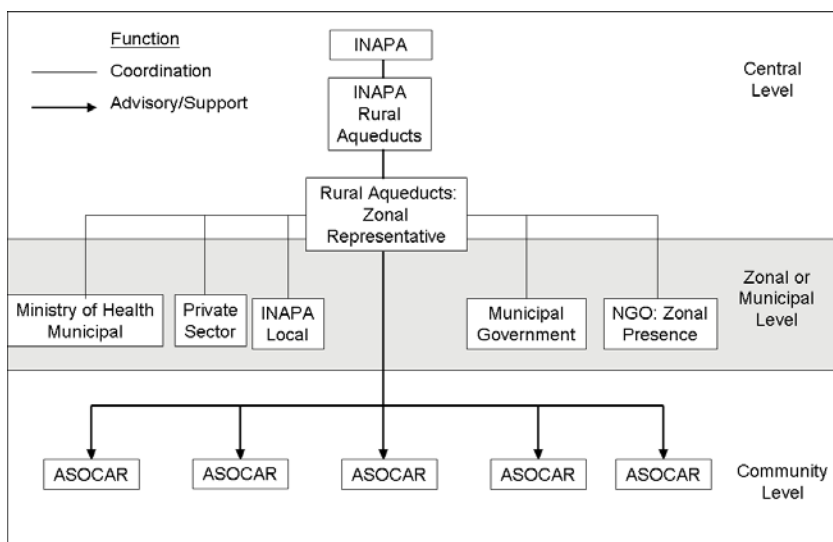 Function
Coordination
Advisory/Support
INAPA
INAPA
Rural
Aqueducts
Central
Level
Rural Aqueducts:
Zonal
Representative
Ministry of Health
Municipal
Private
Sector
INAPA
Local
Municipal
Government
NGO: Zonal
Presence
Zonal or
Municipal
Level
ASOCAR
ASOCAR
ASOCAR
ASOCAR
ASOCAR
Community
Level